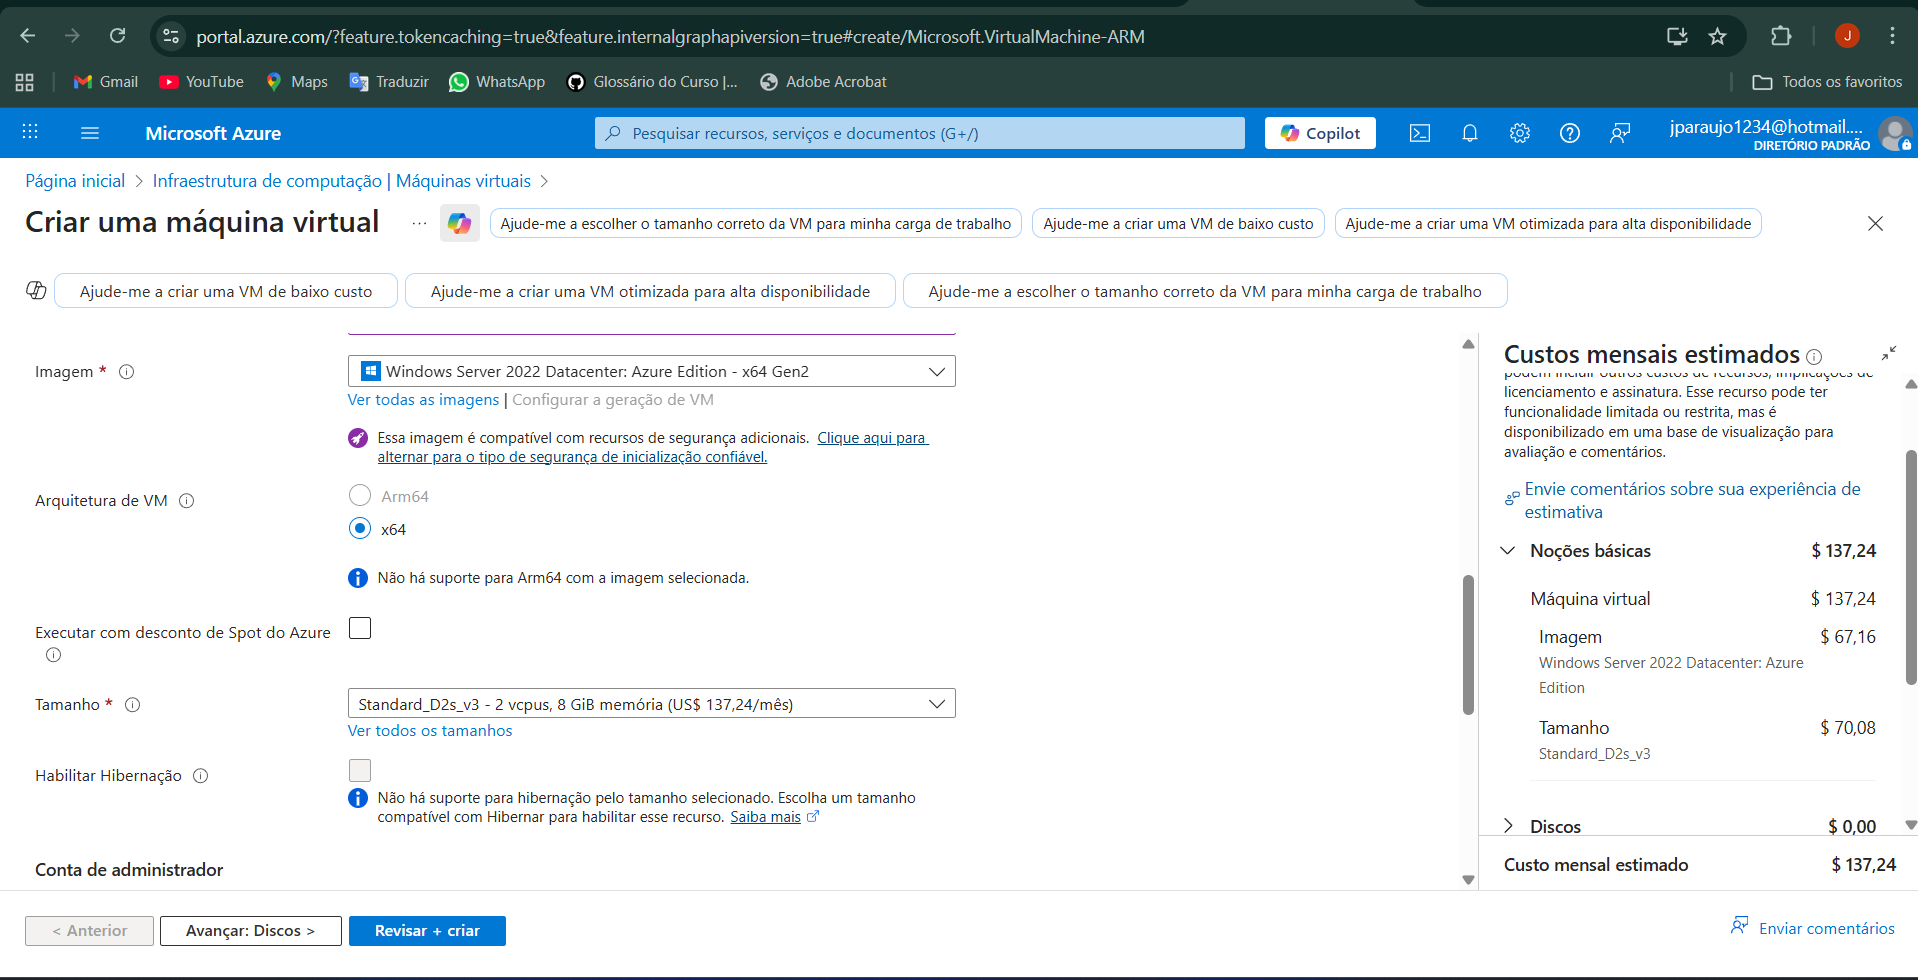 portal.azure.com/?feature.tokencaching=true&feature.internalgraphapiversion=true#create/Microsoft.VirtualMachine-ARM
J
Gmail
YouTube
Maps
Traduzir
WhatsApp
Glossário do Curso |...
Adobe Acrobat
Todos os favoritos
Microsoft Azure
Pesquisar recursos, serviços e documentos (G+/)
Copilot
jparaujo1234@hotmail....
DIRETÓRIO PADRÃO
Página inicial > Infraestrutura de computação | Máquinas virtuais >
Criar uma máquina virtual
...
Ajude-me a escolher o tamanho correto da VM para minha carga de trabalho
Ajude-me a criar uma VM de baixo custo
Ajude-me a criar uma VM otimizada para alta disponibilidade
Ajude-me a criar uma VM de baixo custo
Ajude-me a criar uma VM otimizada para alta disponibilidade
Ajude-me a escolher o tamanho correto da VM para minha carga de trabalho
Imagem *
Windows Server 2022 Datacenter: Azure Edition - x64 Gen2
Ver todas as imagens | Configurar a geração de VM
Essa imagem é compatível com recursos de segurança adicionais. Clique aqui para
alternar para o tipo de segurança de inicialização confiável.
Arquitetura de VM
Arm64
x64
Não há suporte para Arm64 com a imagem selecionada.
Executar com desconto de Spot do Azure
Tamanho *
Standard_D2s_v3 - 2 vcpus, 8 GiB memória (US$ 137,24/mês)
Ver todos os tamanhos
Habilitar Hibernação
Não há suporte para hibernação pelo tamanho selecionado. Escolha um tamanho
compatível com Hibernar para habilitar esse recurso. Saiba mais
Conta de administrador
Custos mensais estimados
podem incluir outros custos de recursos, implicações de
licenciamento e assinatura. Esse recurso pode ter
funcionalidade limitada ou restrita, mas é
disponibilizado em uma base de visualização para
avaliação e comentários.
Envie comentários sobre sua experiência de
estimativa
Noções básicas $ 137,24
Máquina virtual $ 137,24
Imagem $ 67,16
Windows Server 2022 Datacenter: Azure
Edition
Tamanho $ 70,08
Standard_D2s_v3
Discos $ 0,00
Custo mensal estimado $ 137,24
< Anterior
Avançar: Discos >
Revisar + criar
Enviar comentários